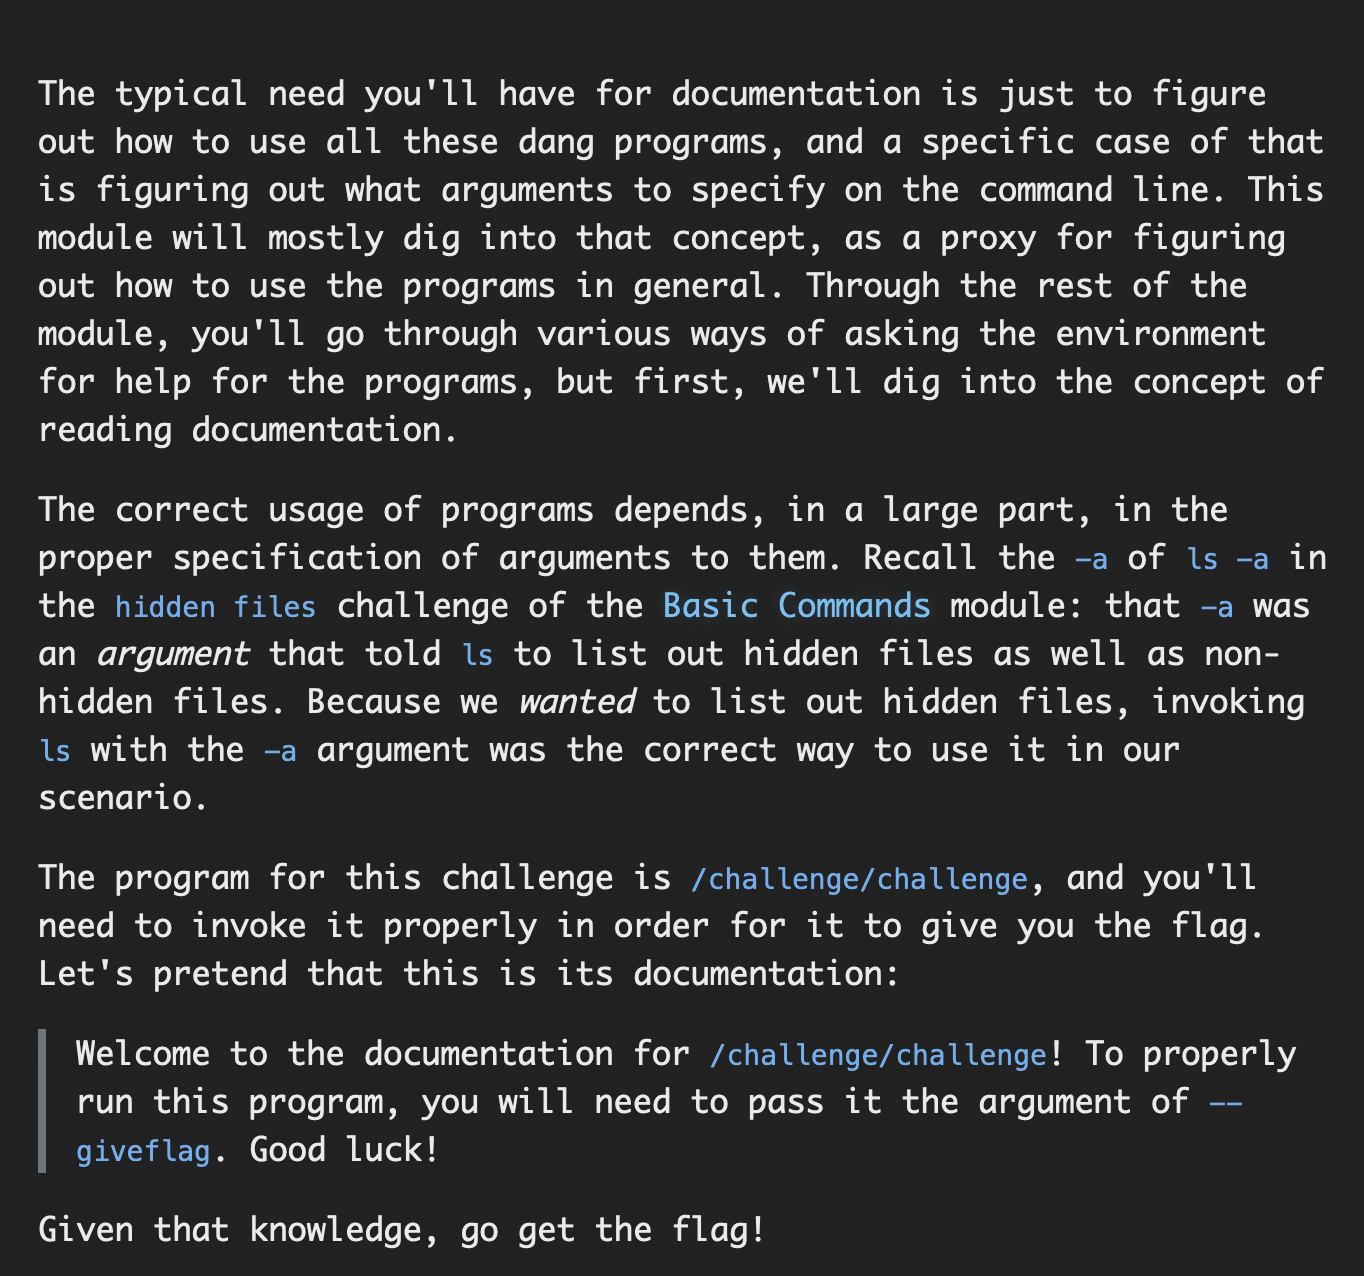 The typical need you'll have for documentation is just to figure
out how to use all these dang programs, and a specific case of that
is figuring out what arguments to specify on the command line. This
module will mostly dig into that concept, as a proxy for figuring
out how to use the programs in general. Through the rest of the
module, you'll go through various ways of asking the environment
for help for the programs, but first, we'll dig into the concept of
reading documentation.
The correct usage of programs depends, in a large part, in the
proper specification of arguments to them. Recall the -a of ls -a in
the hidden files challenge of the Basic Commands module: that -a was
an argument that told ls to list out hidden files as well as non-
hidden files. Because we wanted to list out hidden files, invoking
ls with the -a argument was the correct way to use it in our
scenario.
The program for this challenge is /challenge/challenge, and you'll
need to invoke it properly in order for it to give you the flag.
Let's pretend that this is its documentation:
Welcome to the documentation for /challenge/challenge! To properly
run this program, you will need to pass it the argument of --
giveflag. Good luck!
Given that knowledge, go get the flag!